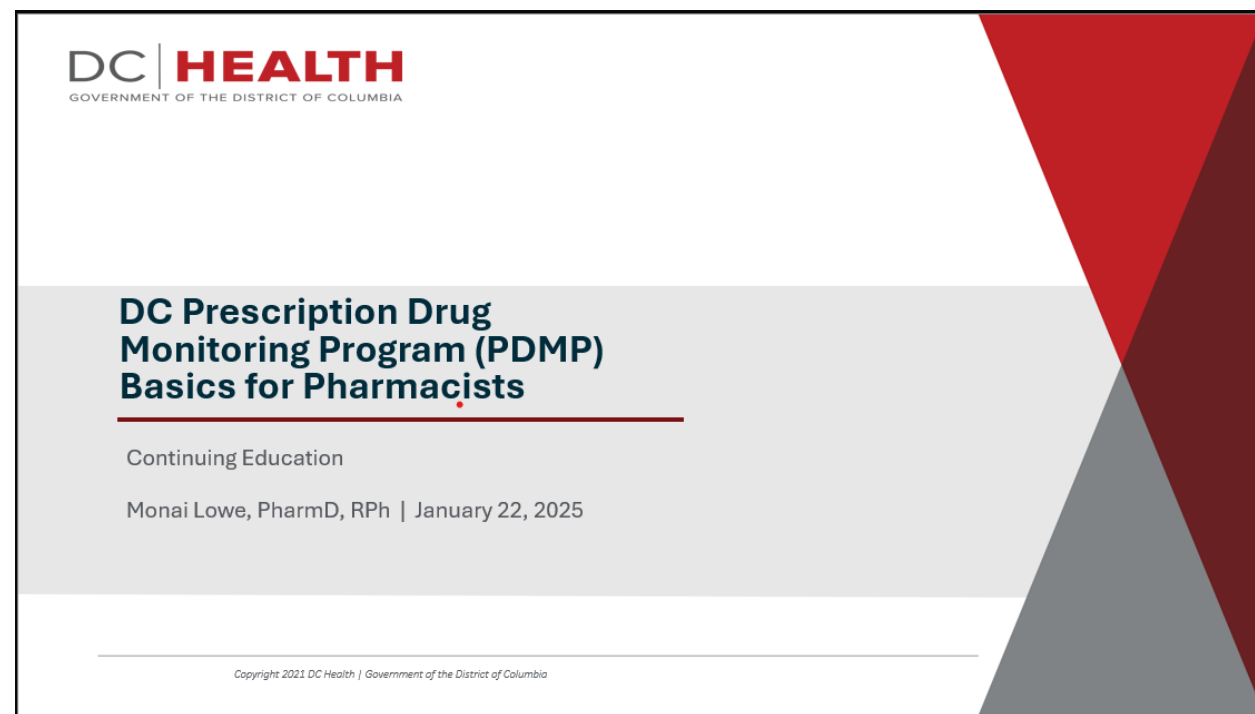 DC HEALTH
GOVERNMENT OF THE DISTRICT OF COLUMBIA
DC Prescription Drug
Monitoring Program (PDMP)
Basics for Pharmacists
Continuing Education
Monai Lowe, PharmD, RPh | January 22, 2025
Copyright 2021 DC Health | Government of the District of Columbia